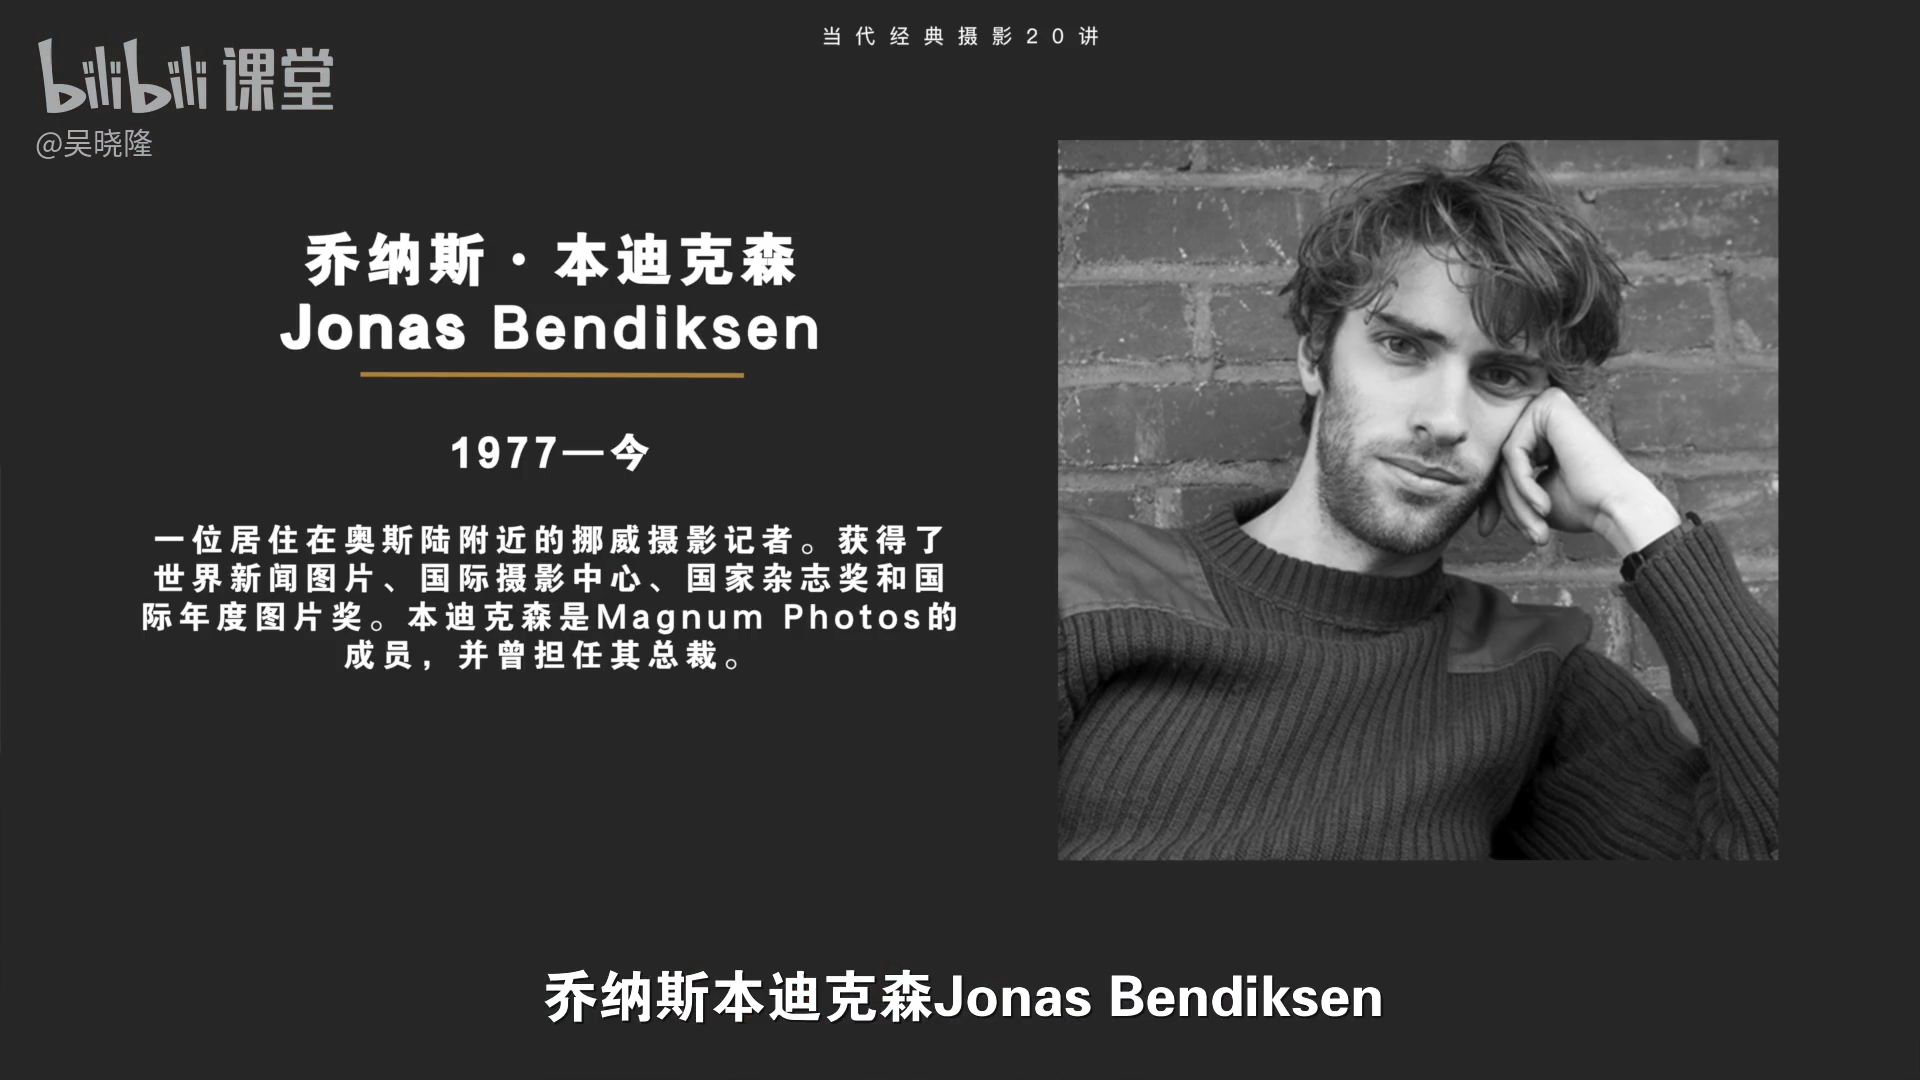 当代经典摄影20讲
bilibili课堂
@吴晓隆
乔纳斯·本迪克森
Jonas Bendiksen
1977—今
一位居住在奥斯陆附近的挪威摄影记者。获得了
世界新闻图片、国际摄影中心、国家杂志奖和国
际年度图片奖。本迪克森是Magnum Photos的
成员，并曾担任其总裁。
乔纳斯本迪克森Jonas Bendiksen